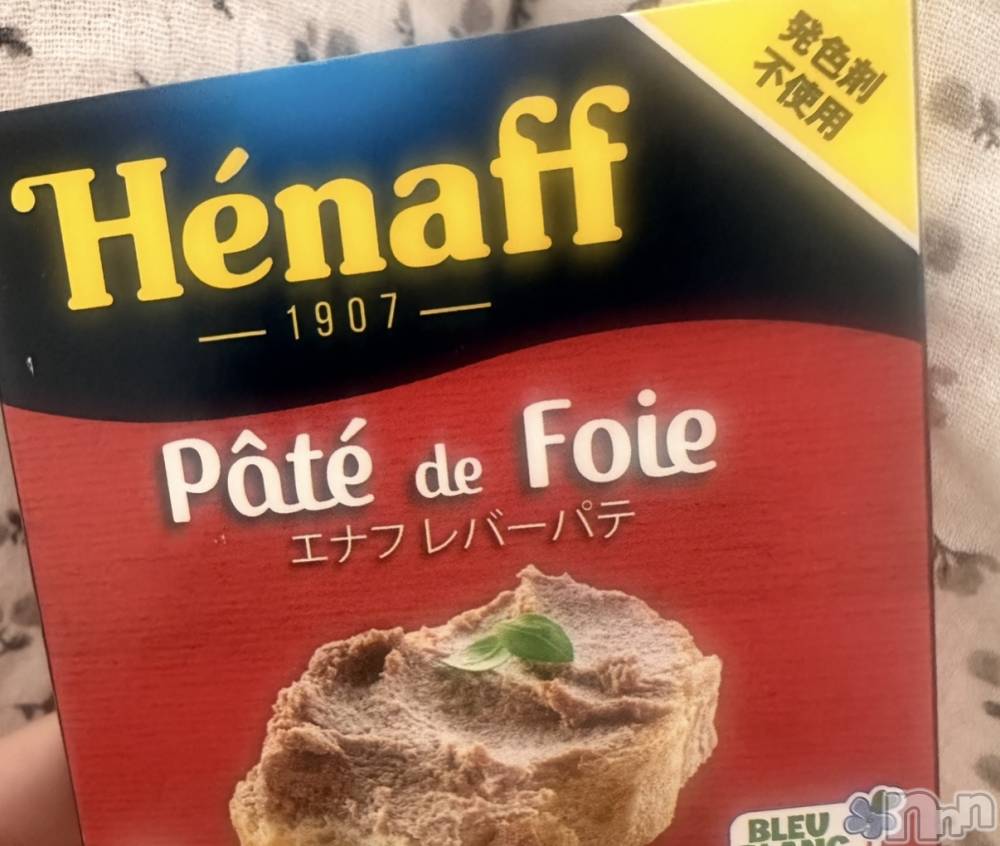 発色剤
不使用
Hénaff
1907
Pâté de Foie
エナフ レバーパテ
BLEU
BLANC